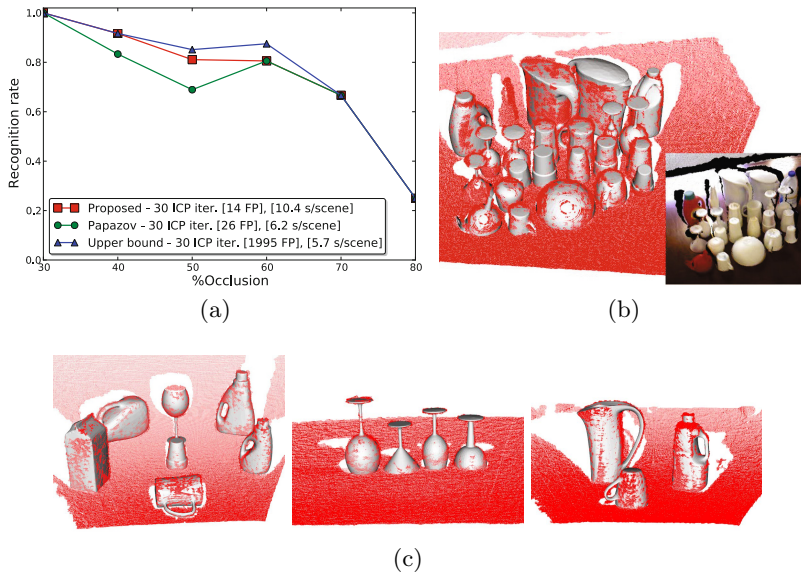 1.0
0.8
0.6
0.4
0.2
0.0
Recognition rate
Proposed - 30 ICP iter. [14 FP], [10.4 s/scene]
Papazov - 30 ICP iter. [26 FP], [6.2 s/scene]
Upper bound - 30 ICP iter. [1995 FP], [5.7 s/scene]
30 40 50 60 70 80
%Occlusion
(a)
(b)
(c)